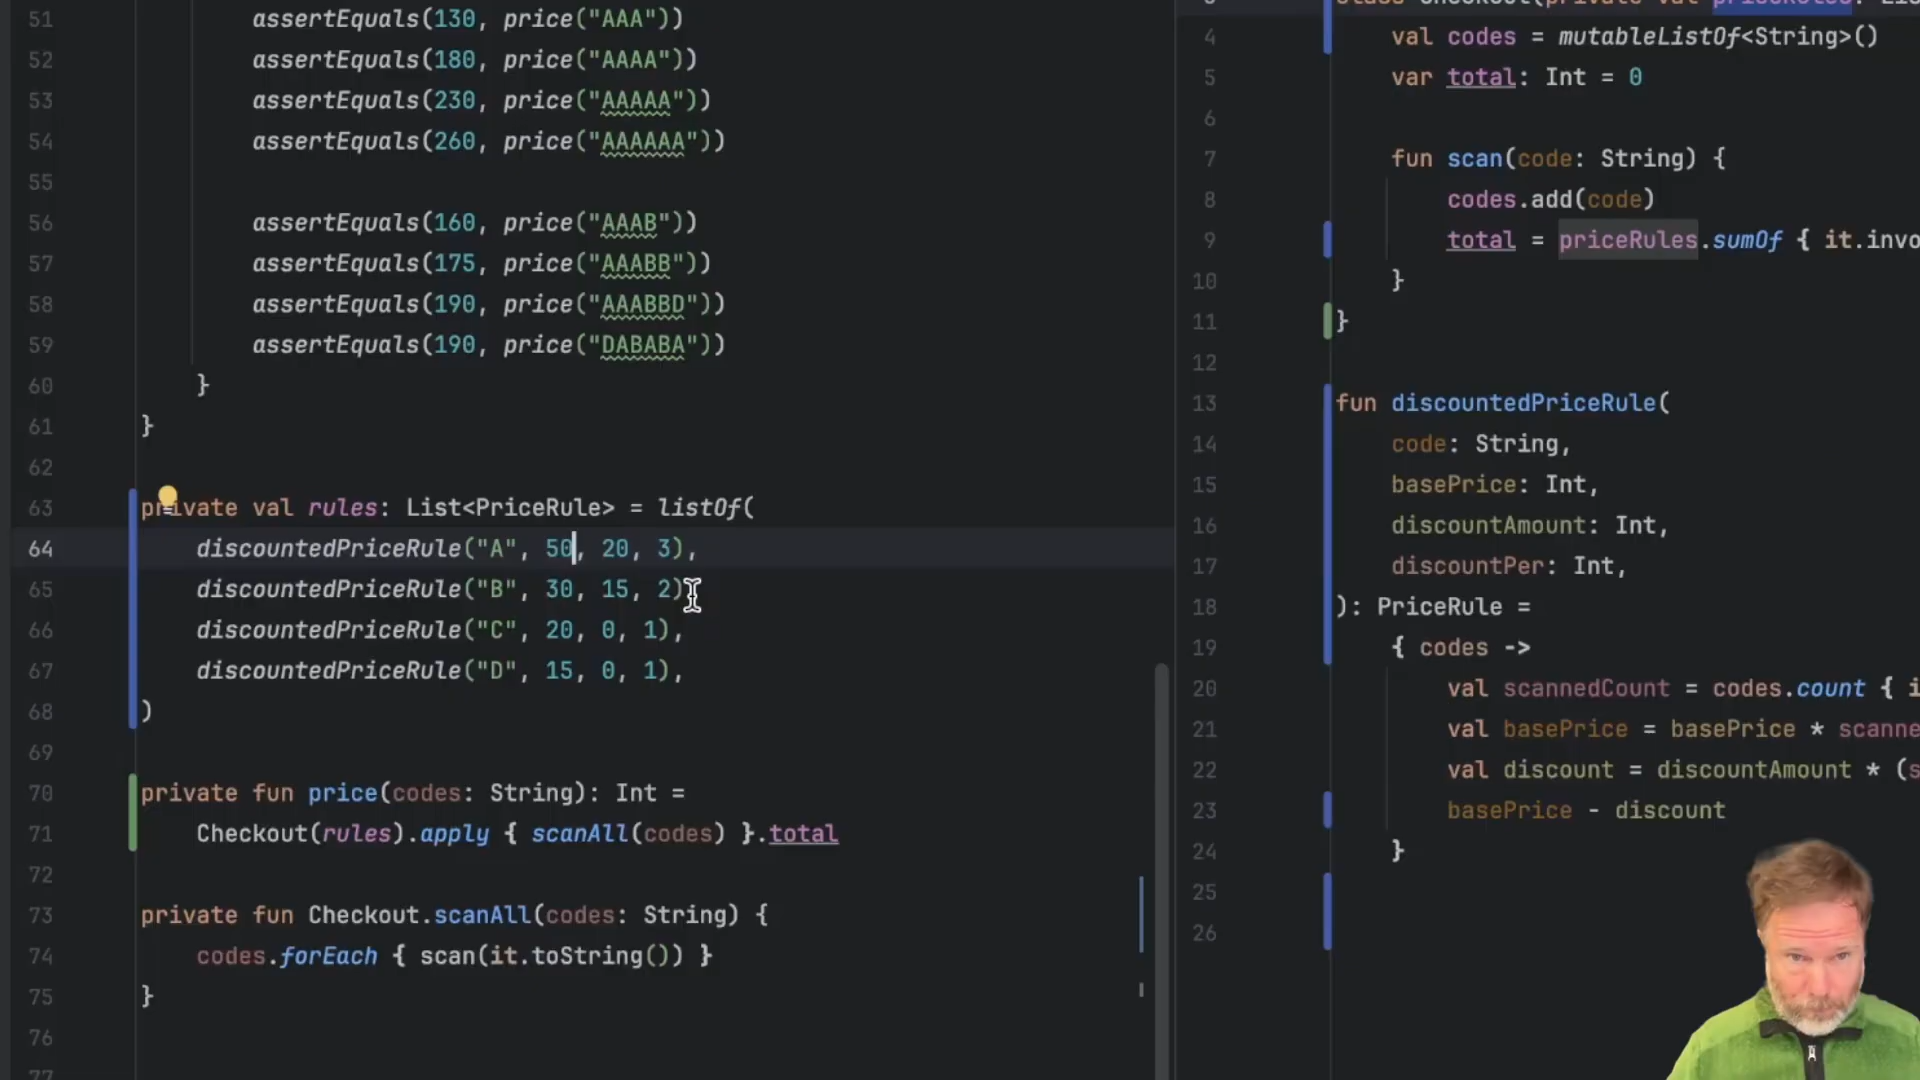 51 assertEquals(130, price("AAA"))
52 assertEquals(180, price("AAAA"))
53 assertEquals(230, price("AAAAA"))
54 assertEquals(260, price("AAAAAA"))
55
56 assertEquals(160, price("AAAB"))
57 assertEquals(175, price("AAABB"))
58 assertEquals(190, price("AAABBD"))
59 assertEquals(190, price("DABABA"))
60 }
61 }
62
63 private val rules: List<PriceRule> = listOf(
64 discountedPriceRule("A", 50, 20, 3),
65 discountedPriceRule("B", 30, 15, 2)
66 discountedPriceRule("C", 20, 0, 1),
67 discountedPriceRule("D", 15, 0, 1),
68 )
69
70 private fun price(codes: String): Int =
71 Checkout(rules).apply { scanAll(codes) }.total
72
73 private fun Checkout.scanAll(codes: String) {
74 codes.forEach { scan(it.toString()) }
75 }
76
77
4 val codes = mutableListOf<String>()
5 var total: Int = 0
6
7 fun scan(code: String) {
8 codes.add(code)
9 total = priceRules.sumOf { it.invo
10 }
11 }
12
13 fun discountedPriceRule(
14 code: String,
15 basePrice: Int,
16 discountAmount: Int,
17 discountPer: Int,
18 ): PriceRule =
19 { codes ->
20 val scannedCount = codes.count { i
21 val basePrice = basePrice * scanne
22 val discount = discountAmount * (s
23 basePrice - discount
24 }
25
26